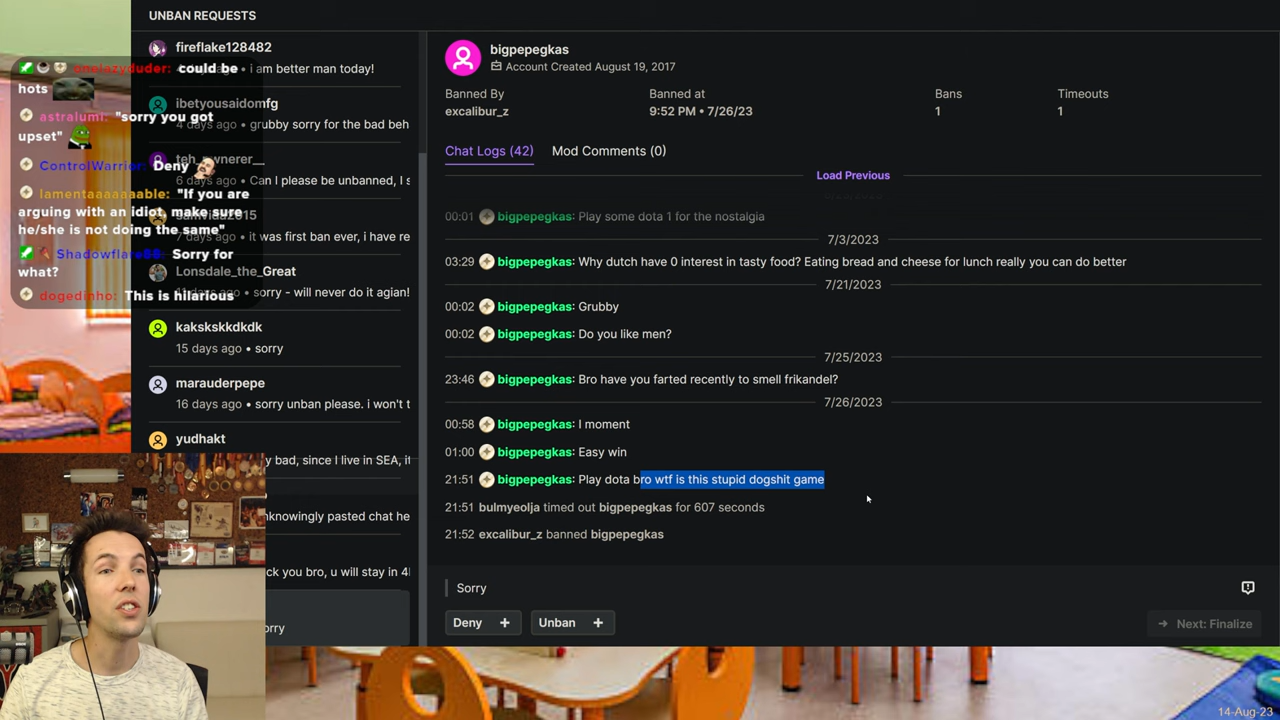 UNBAN REQUESTS
fireflake128482
• i am better man today!
ibetyousaidomfg
4 days ago • grubby sorry for the bad beh
6 days ago • Can I please be unbanned, I s
7 days ago • it was first ban ever, i have re
Lonsdale_the_Great
• sorry - will never do it agian!
kakskskkdkdk
15 days ago • sorry
marauderpepe
16 days ago • sorry unban please. i won't t
yudhakt
y bad, since I live in SEA, it
nknowingly pasted chat he
ck you bro, u will stay in 4
orry
could be
hots
astralumi: "sorry you got
upset"
ControlWarrior: Deny
lamentaaaaaaable: "If you are
arguing with an idiot, make sure
he/she is not doing the same"
Sorry for
what?
dogedinho: This is hilarious
bigpepegkas
Account Created August 19, 2017
Banned By
excalibur_z
Banned at
9:52 PM • 7/26/23
Bans
1
Timeouts
1
Chat Logs (42)
Mod Comments (0)
Load Previous
00:01 bigpepegkas: Play some dota 1 for the nostalgia
7/3/2023
03:29 bigpepegkas: Why dutch have 0 interest in tasty food? Eating bread and cheese for lunch really you can do better
7/21/2023
00:02 bigpepegkas: Grubby
00:02 bigpepegkas: Do you like men?
7/25/2023
23:46 bigpepegkas: Bro have you farted recently to smell frikandel?
7/26/2023
00:58 bigpepegkas: I moment
01:00 bigpepegkas: Easy win
21:51 bigpepegkas: Play dota bro wtf is this stupid dogshit game
21:51 bulmyeolja timed out bigpepegkas for 607 seconds
21:52 excalibur_z banned bigpepegkas
Sorry
Deny +
Unban +
Next: Finalize
14-Aug-23